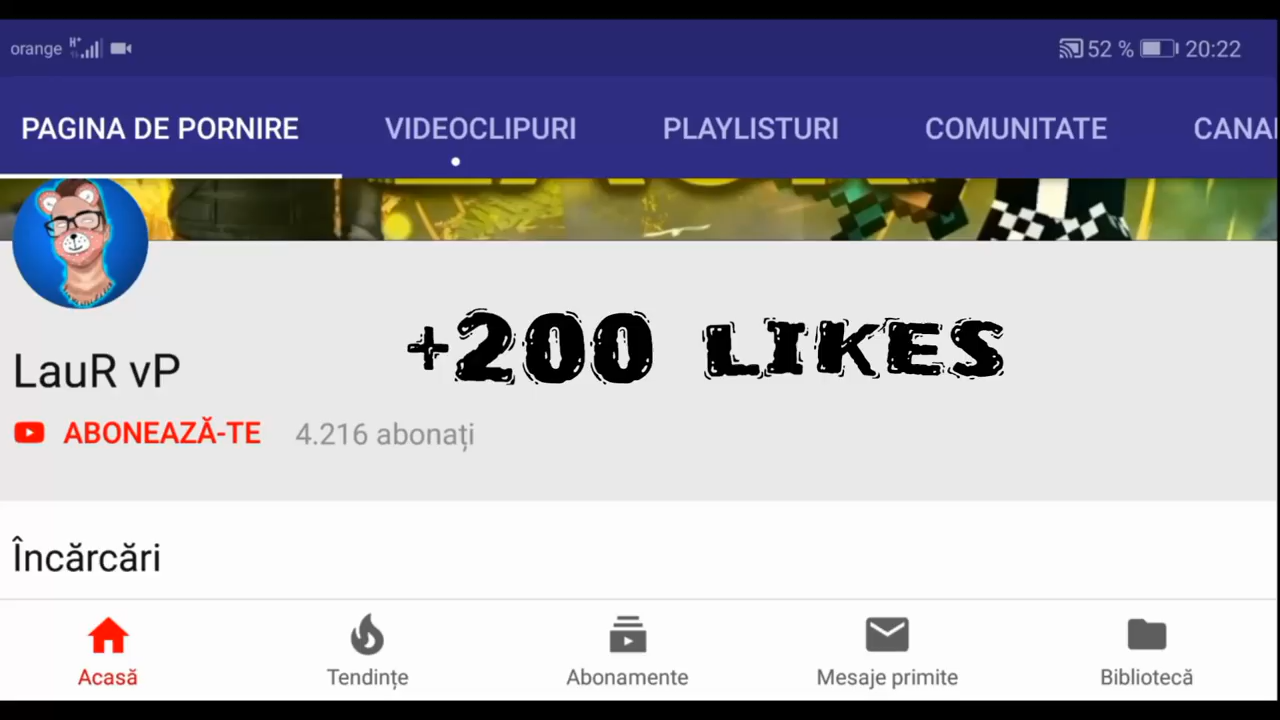 orange H+ 52 % 20:22
PAGINA DE PORNIRE VIDEOCLIPURI PLAYLISTURI COMUNITATE CANAL
+200 LIKES
LauR vP
ABONEAZĂ-TE 4.216 abonați
Încărcări
Acasă Tendințe Abonamente Mesaje primite Bibliotecă